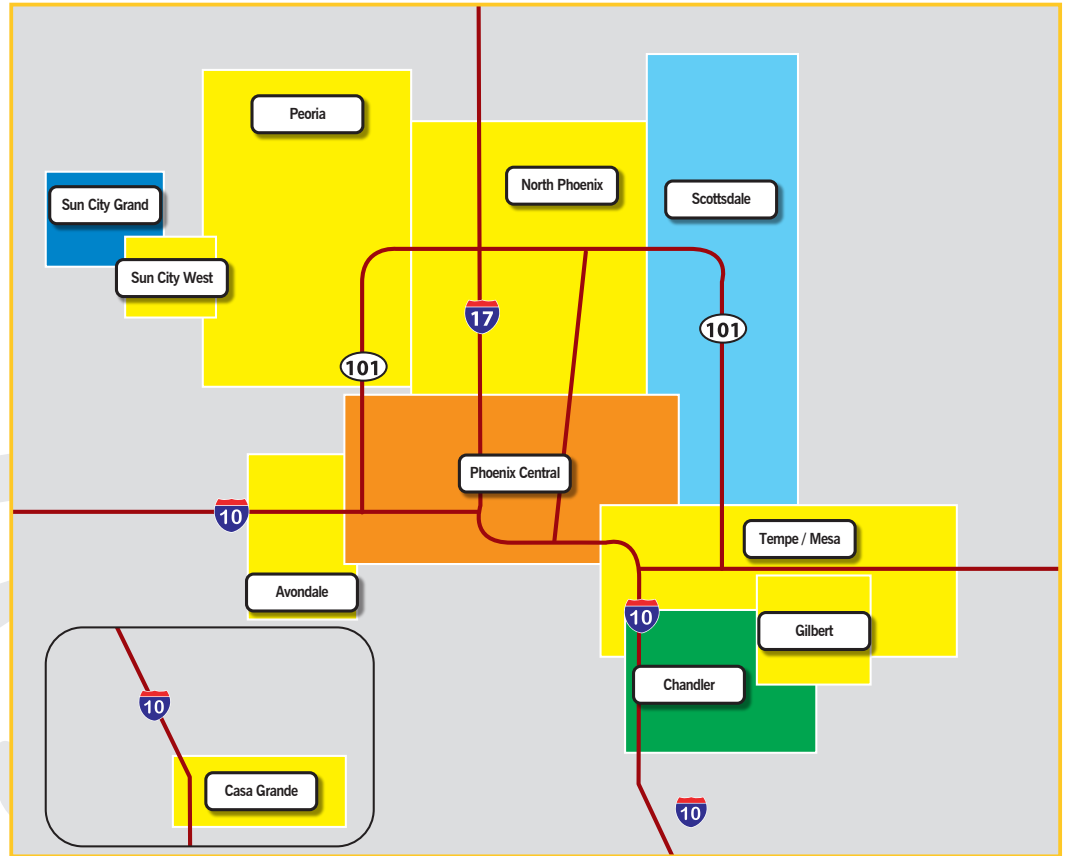 Peoria
North Phoenix
Scottsdale
Sun City Grand
Sun City West
17
101
101
Phoenix Central
10
Tempe / Mesa
Avondale
10
Gilbert
Chandler
10
Casa Grande
10